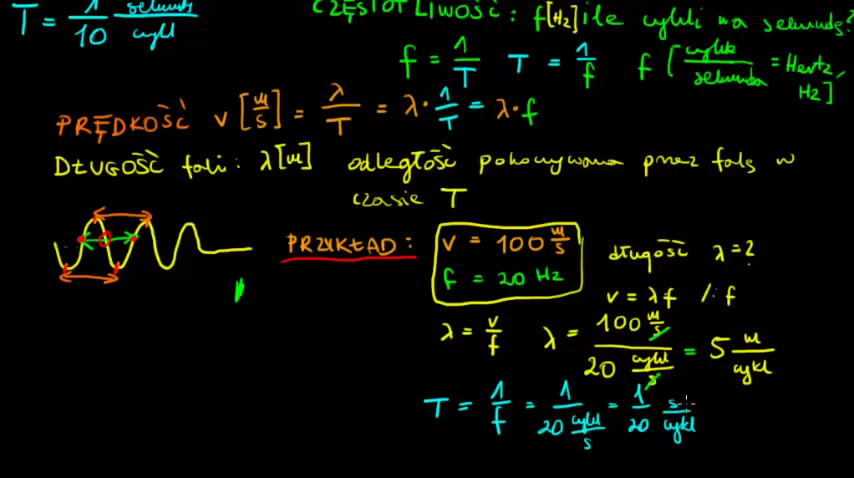 T = 1/10 sekunda/cykl
CZĘSTOTLIWOŚĆ: f[Hz] ile cykli na sekundę?
f = 1/T T = 1/f f [cykle/sekunda = Hertz, Hz]
PRĘDKOŚĆ v [m/s] = λ/T = λ · 1/T = λ · f
DŁUGOŚĆ fali: λ[m] odległość pokonywana przez falę w
czasie T
PRZYKŁAD: v = 100 m/s
f = 20 Hz
długość λ = ?
v = λf /: f
λ = v/f λ = 100 m/s / 20 cykl/s = 5 m/cykl
T = 1/f = 1/20 cykl/s = 1/20 s/cykl